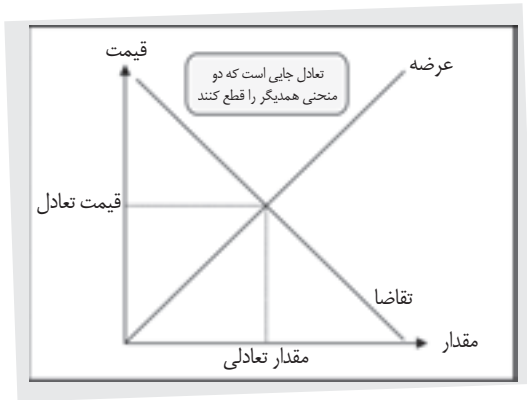 قیمت
تعادل جایی است که دو
منحنی همدیگر را قطع کنند
عرضه
قیمت تعادل
تقاضا
مقدار
مقدار تعادلی